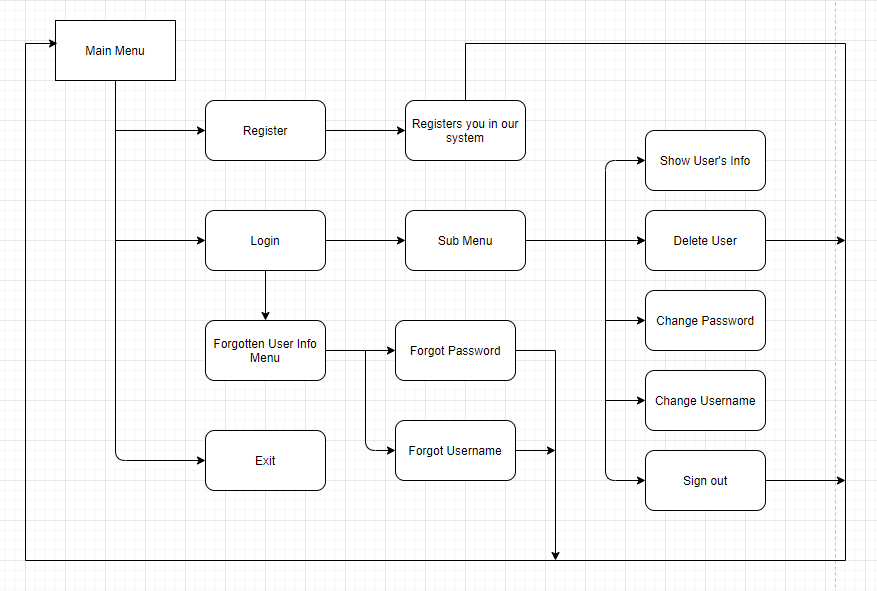 Main Menu
Register
Registers you in our
system
Show User's Info
Login
Sub Menu
Delete User
Forgotten User Info
Menu
Forgot Password
Change Password
Change Username
Exit
Forgot Username
Sign out